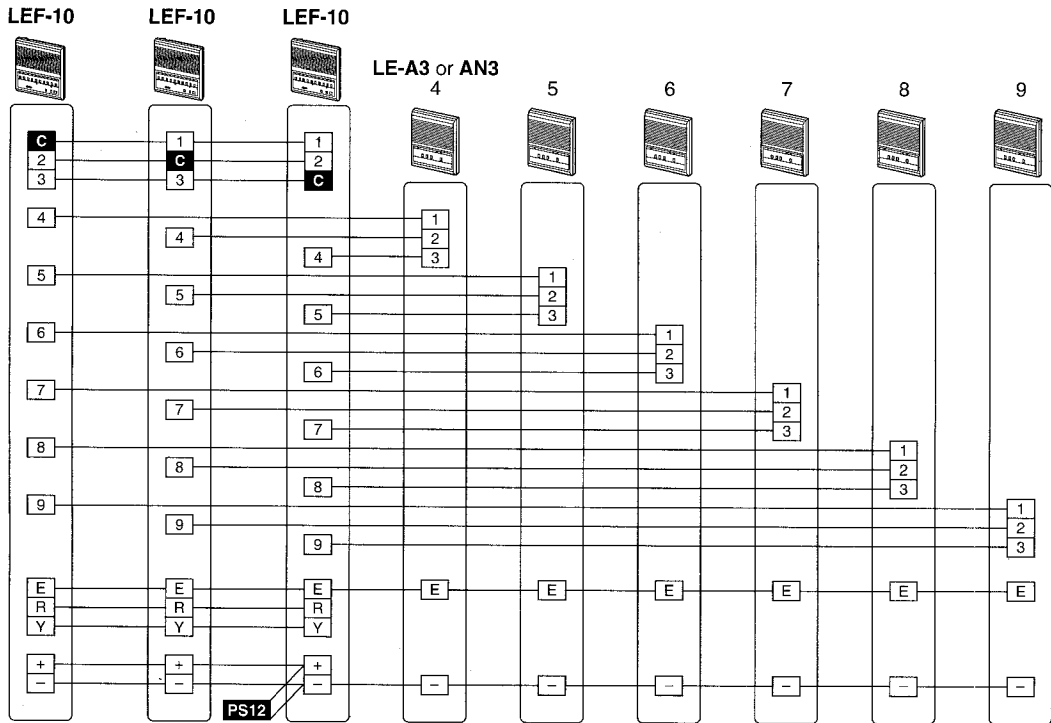 LEF-10 LEF-10 LEF-10
LE-A3 or AN3
4 5 6 7 8 9
C 1 1
2 C 2
3 3 C
4 1
4 2
4 3
5 1
5 2
5 3
6 1
6 2
6 3
7 1
7 2
7 3
8 1
8 2
8 3
9 1
9 2
9 3
E E E E E E E E E
R R R
Y Y Y
+ + +
− − − − − − − − −
PS12